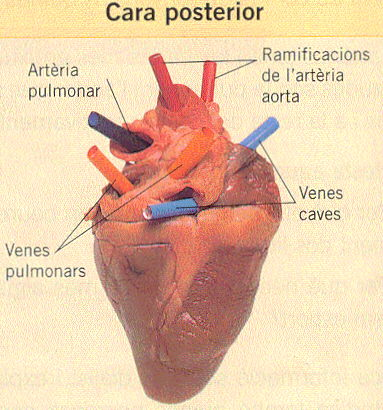 Cara posterior
Artèria
pulmonar
Ramificacions
de l'artèria
aorta
Venes
caves
Venes
pulmonars